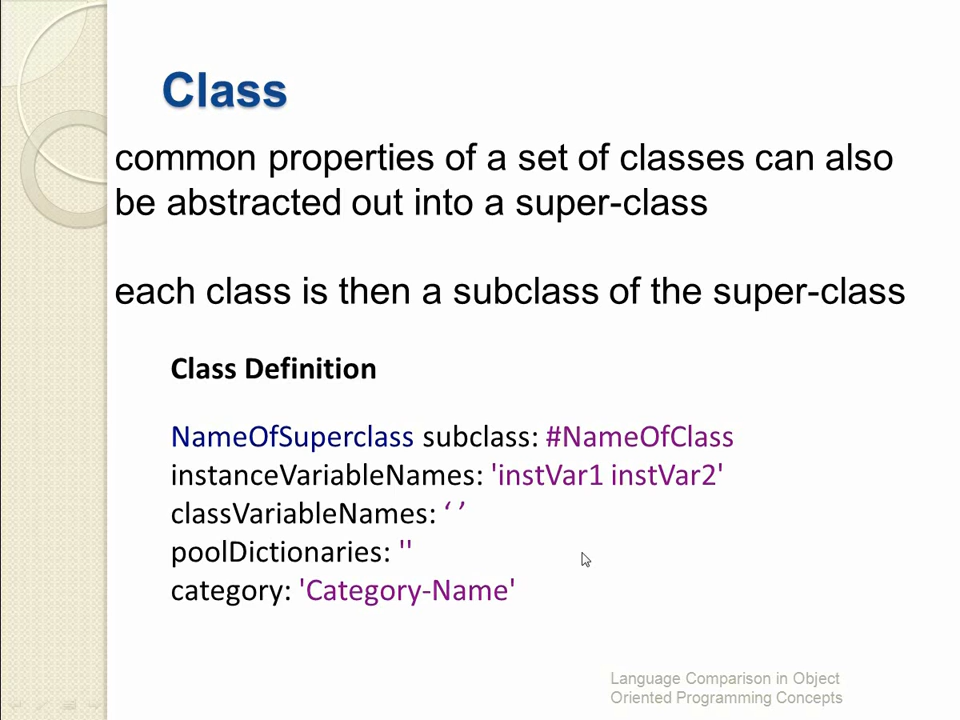 Class
common properties of a set of classes can also
be abstracted out into a super-class
each class is then a subclass of the super-class
Class Definition
NameOfSuperclass subclass: #NameOfClass
instanceVariableNames: 'instVar1 instVar2'
classVariableNames: ‘ ’
poolDictionaries: ''
category: 'Category-Name'
Language Comparison in Object
Oriented Programming Concepts